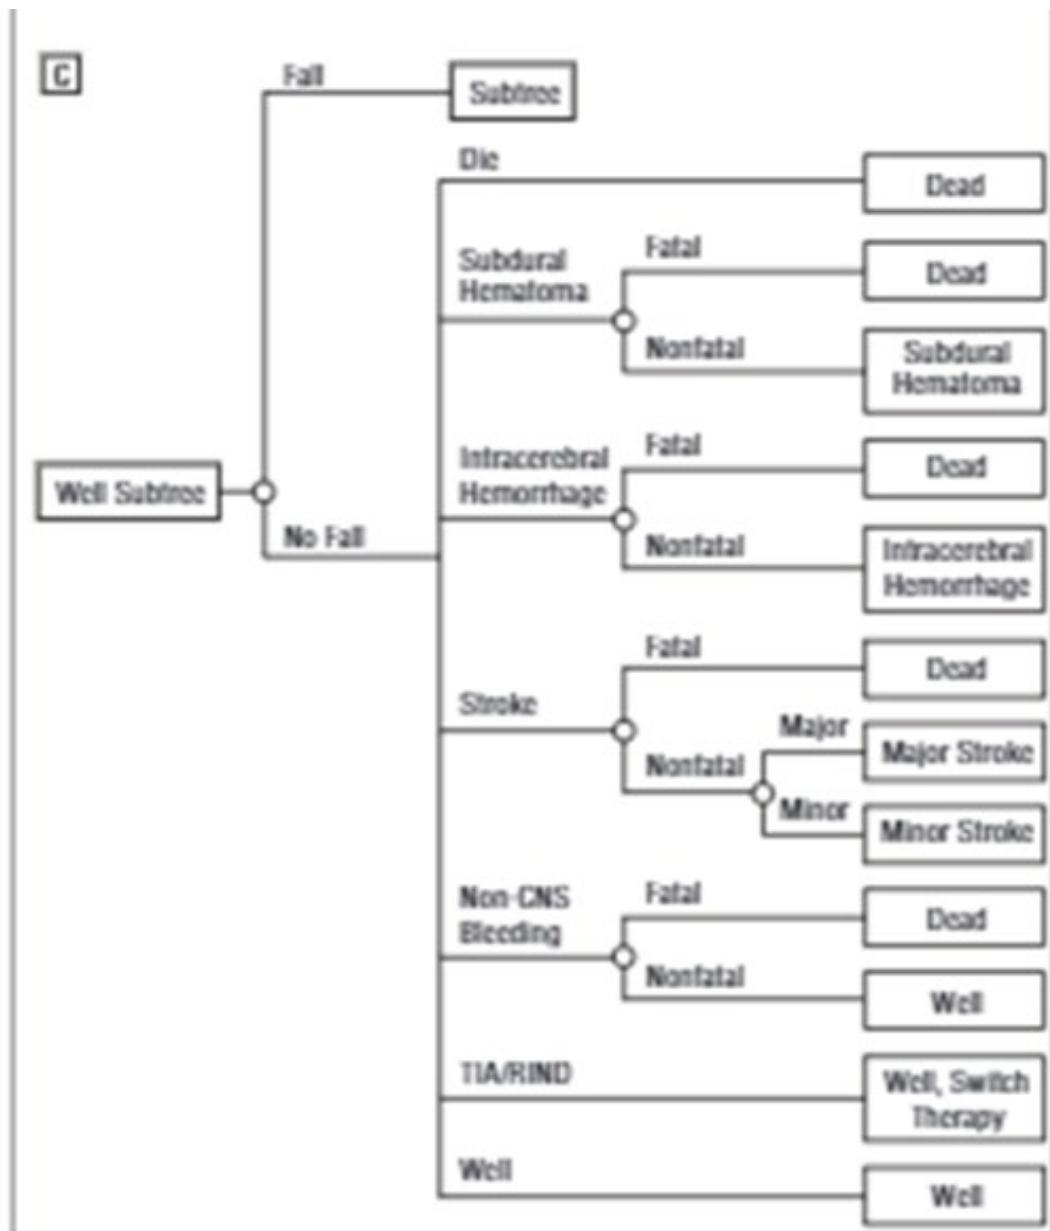 C
Fall
Subtree
Die
Dead
Subdural
Hematoma
Fatal
Dead
Nonfatal
Subdural
Hematoma
Well Subtree
No Fall
Intracerebral
Hemorrhage
Fatal
Dead
Nonfatal
Intracerebral
Hemorrhage
Stroke
Fatal
Dead
Nonfatal
Major
Major Stroke
Minor
Minor Stroke
Non-CNS
Bleeding
Fatal
Dead
Nonfatal
Well
TIA/RIND
Well, Switch
Therapy
Well
Well